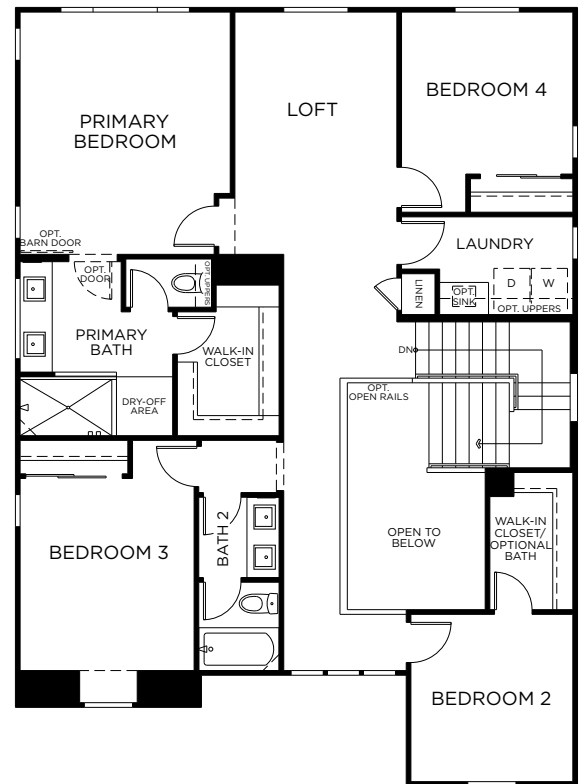 PRIMARY
BEDROOM
LOFT
BEDROOM 4
OPT.
BARN DOOR
OPT.
DOOR
OPT. UPPERS
LAUNDRY
LINEN
OPT.
SINK
D
W
OPT. UPPERS
PRIMARY
BATH
WALK-IN
CLOSET
DN
DRY-OFF
AREA
OPT.
OPEN RAILS
BEDROOM 3
BATH 2
OPEN TO
BELOW
WALK-IN
CLOSET/
OPTIONAL
BATH
BEDROOM 2